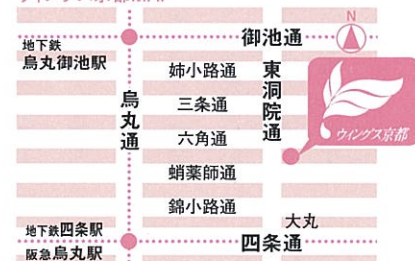 N
御池通
地下鉄
烏丸御池駅
姉小路通
東洞院通
烏丸通
三条通
六角通
ウィングス京都
蛸薬師通
錦小路通
大丸
地下鉄四条駅
四条通
阪急烏丸駅